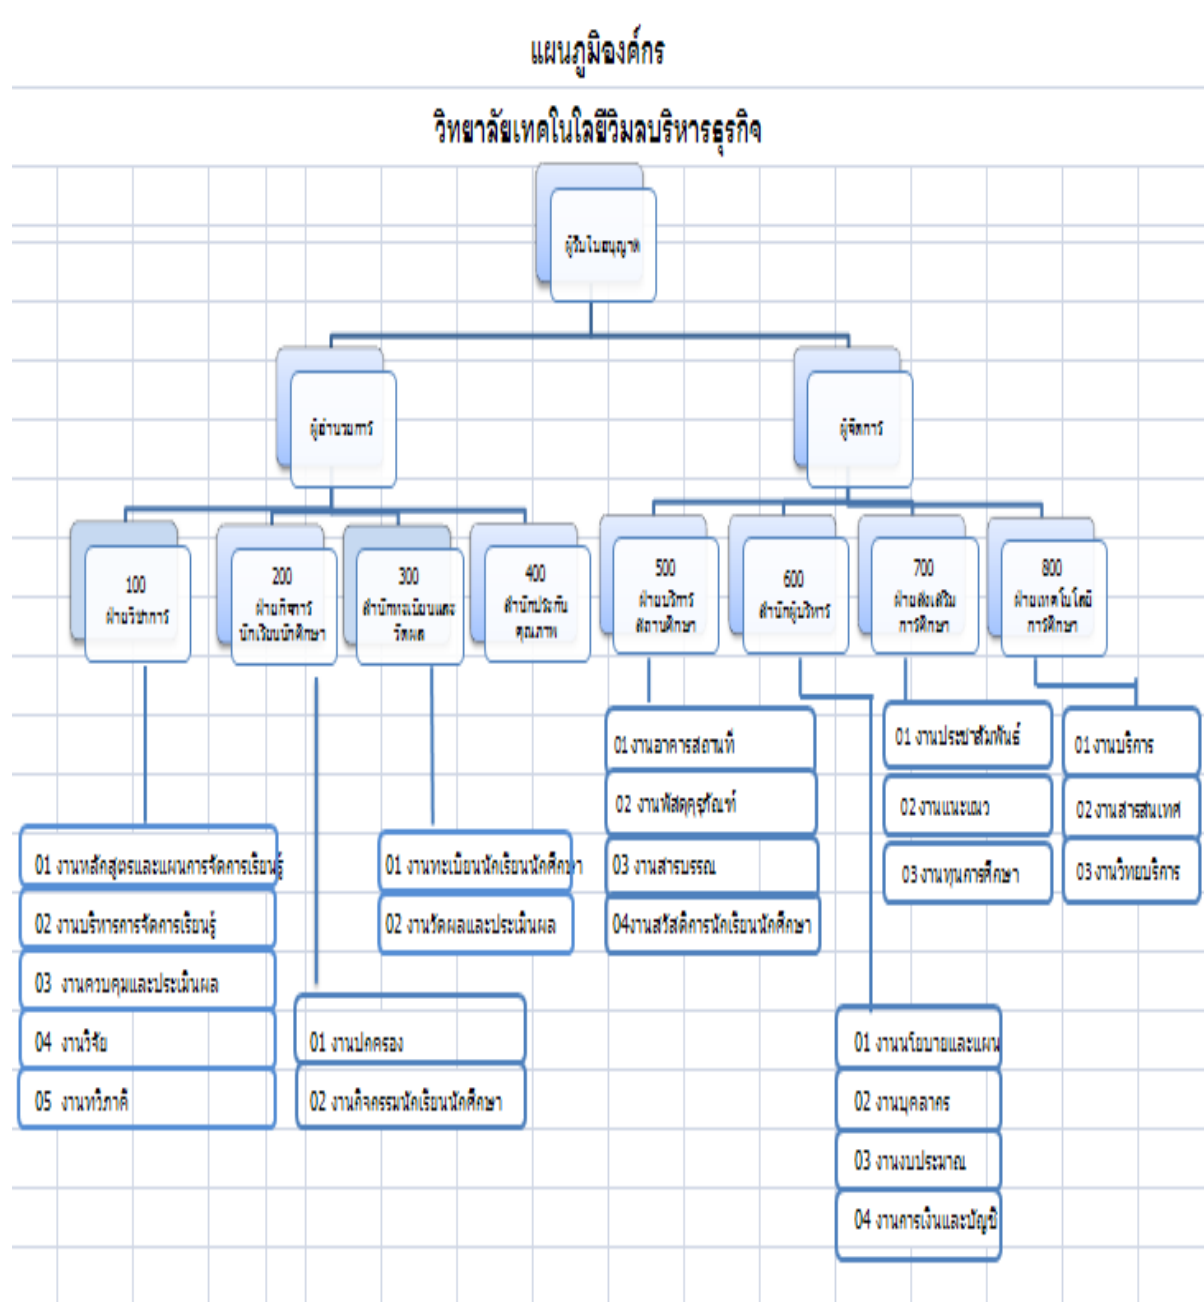 แผนภูมิองค์กร
วิทยาลัยเทคโนโลยีวิมลบริหารธุรกิจ
ผู้รับใบอนุญาต
ผู้อำนวยการ
ผู้จัดการ
100
ฝ่ายวิชาการ
200
ฝ่ายกิจการ
นักเรียนนักศึกษา
300
สำนักทะเบียนและ
วัดผล
400
สำนักประกัน
คุณภาพ
500
ฝ่ายบริการ
สถานศึกษา
600
สำนักผู้บริหาร
700
ฝ่ายส่งเสริม
การศึกษา
800
ฝ่ายเทคโนโลยี
การศึกษา
01 งานหลักสูตรและแผนการจัดการเรียนรู้
02 งานบริหารการจัดการเรียนรู้
03 งานควบคุมและประเมินผล
04 งานวิจัย
05 งานทวิภาคี
01 งานปกครอง
02 งานกิจกรรมนักเรียนนักศึกษา
01 งานทะเบียนนักเรียนนักศึกษา
02 งานวัดผลและประเมินผล
01 งานอาคารสถานที่
02 งานพัสดุครุภัณฑ์
03 งานสารบรรณ
04งานสวัสดิการนักเรียนนักศึกษา
01 งานนโยบายและแผน
02 งานบุคลากร
03 งานงบประมาณ
04 งานการเงินและบัญชี
01 งานประชาสัมพันธ์
02 งานแนะแนว
03 งานทุนการศึกษา
01 งานบริการ
02 งานสารสนเทศ
03 งานวิทยบริการ